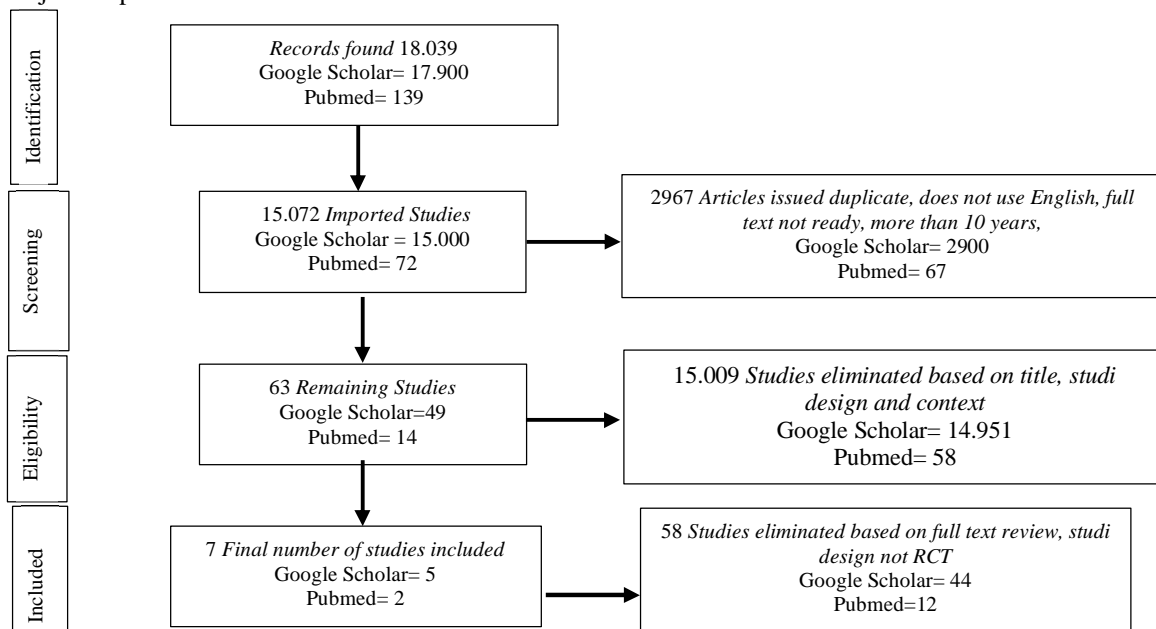 Identification
Records found 18.039
Google Scholar= 17.900
Pubmed= 139
Screening
15.072 Imported Studies
Google Scholar = 15.000
Pubmed= 72
2967 Articles issued duplicate, does not use English, full
text not ready, more than 10 years,
Google Scholar= 2900
Pubmed= 67
Eligibility
63 Remaining Studies
Google Scholar=49
Pubmed= 14
15.009 Studies eliminated based on title, studi
design and context
Google Scholar= 14.951
Pubmed= 58
Included
7 Final number of studies included
Google Scholar= 5
Pubmed= 2
58 Studies eliminated based on full text review, studi
design not RCT
Google Scholar= 44
Pubmed=12